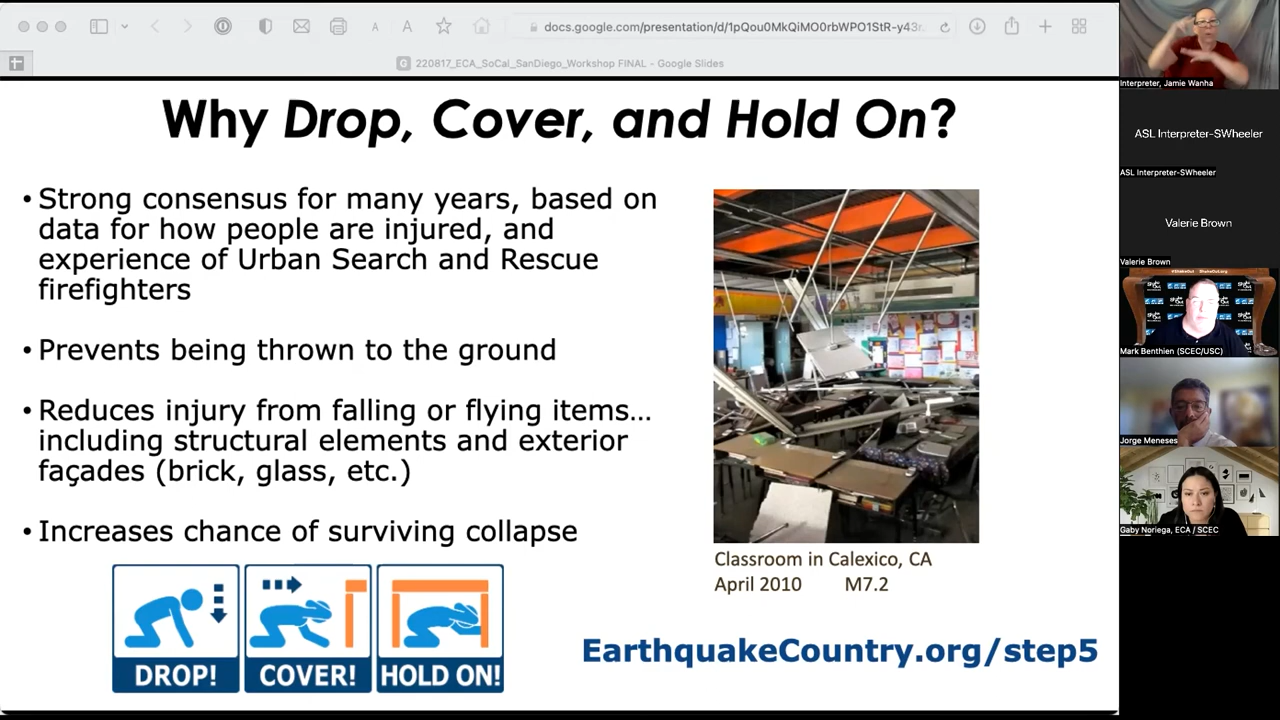 docs.google.com/presentation/d/1pQou0MkQiMO0rbWPO1StR-y43r
220817_ECA_SoCal_SanDiego_Workshop FINAL - Google Slides
Why Drop, Cover, and Hold On?
• Strong consensus for many years, based on
data for how people are injured, and
experience of Urban Search and Rescue
firefighters
• Prevents being thrown to the ground
• Reduces injury from falling or flying items…
including structural elements and exterior
façades (brick, glass, etc.)
• Increases chance of surviving collapse
DROP!
COVER!
HOLD ON!
Classroom in Calexico, CA
April 2010 M7.2
EarthquakeCountry.org/step5
Interpreter, Jamie Wanha
ASL Interpreter-SWheeler
ASL Interpreter-SWheeler
Valerie Brown
Valerie Brown
#ShakeOut ShakeOut.org
Mark Benthien (SCEC/USC)
Jorge Meneses
Gaby Noriega, ECA / SCEC